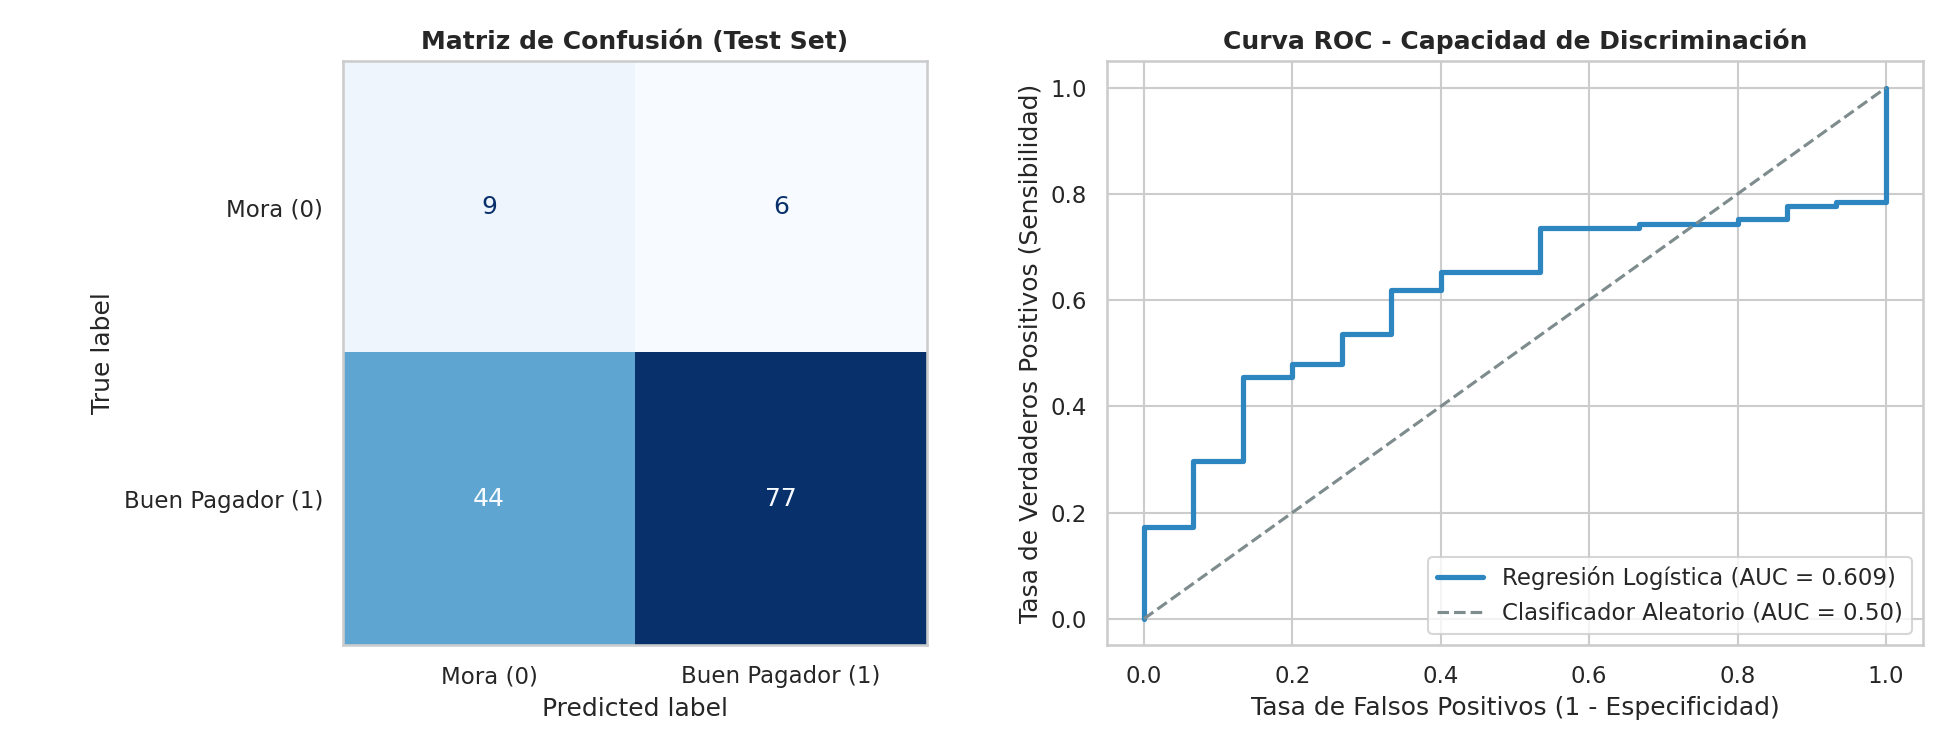 Matriz de Confusión (Test Set)
True label
Mora (0)
Buen Pagador (1)
9
6
44
77
Mora (0)
Buen Pagador (1)
Predicted label
Curva ROC - Capacidad de Discriminación
Tasa de Verdaderos Positivos (Sensibilidad)
1.0
0.8
0.6
0.4
0.2
0.0
Regresión Logística (AUC = 0.609)
Clasificador Aleatorio (AUC = 0.50)
0.0
0.2
0.4
0.6
0.8
1.0
Tasa de Falsos Positivos (1 - Especificidad)